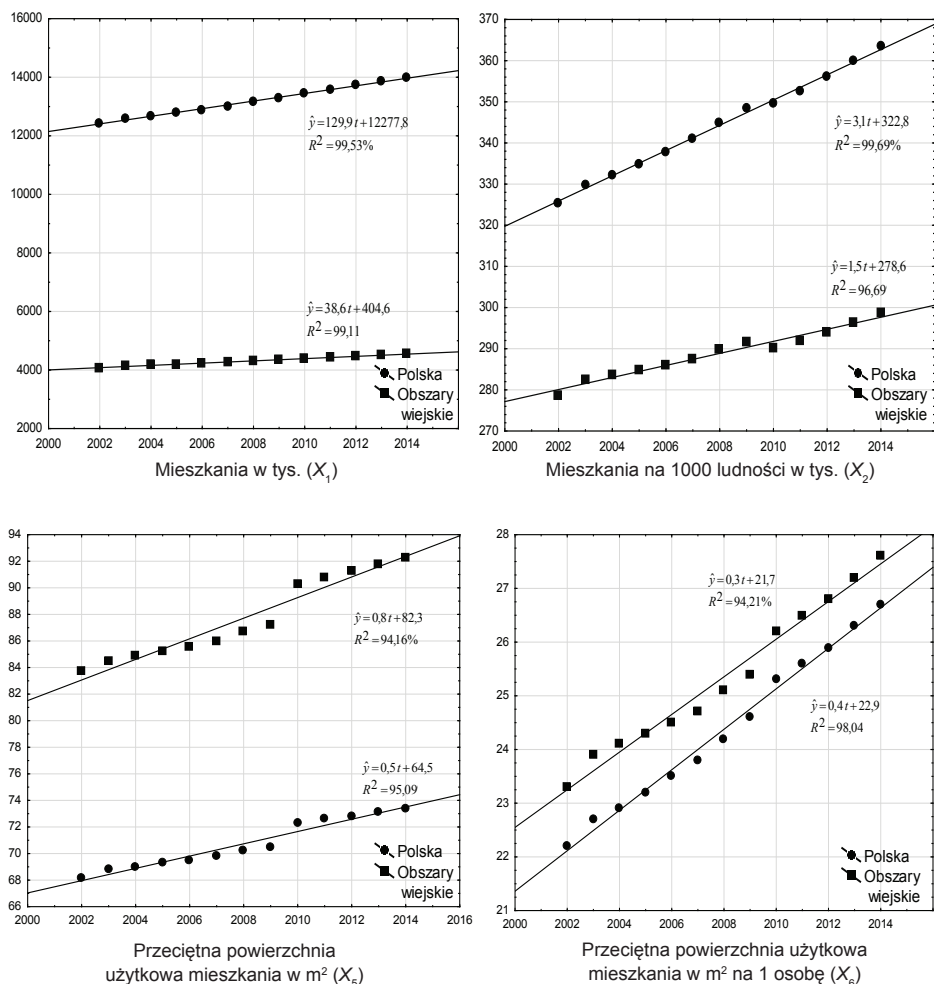 16000
14000
12000
10000
8000
6000
4000
2000
ŷ=129,9t+12277,8
R²=99,53%
ŷ=38,6t+404,6
R²=99,11
Polska
Obszary
wiejskie
2000 2002 2004 2006 2008 2010 2012 2014
Mieszkania w tys. (X₁)
370
360
350
340
330
320
310
300
290
280
270
ŷ=3,1t+322,8
R²=99,69%
ŷ=1,5t+278,6
R²=96,69
Polska
Obszary
wiejskie
2000 2002 2004 2006 2008 2010 2012 2014
Mieszkania na 1000 ludności w tys. (X₂)
94
92
90
88
86
84
82
80
78
76
74
72
70
68
66
ŷ=0,8t+82,3
R²=94,16%
ŷ=0,5t+64,5
R²=95,09
Polska
Obszary
wiejskie
2000 2002 2004 2006 2008 2010 2012 2014 2016
Przeciętna powierzchnia
użytkowa mieszkania w m² (X₅)
28
27
26
25
24
23
22
21
ŷ=0,3t+21,7
R²=94,21%
ŷ=0,4t+22,9
R²=98,04
Polska
Obszary
wiejskie
2000 2002 2004 2006 2008 2010 2012 2014
Przeciętna powierzchnia użytkowa
mieszkania w m² na 1 osobę (X₆)